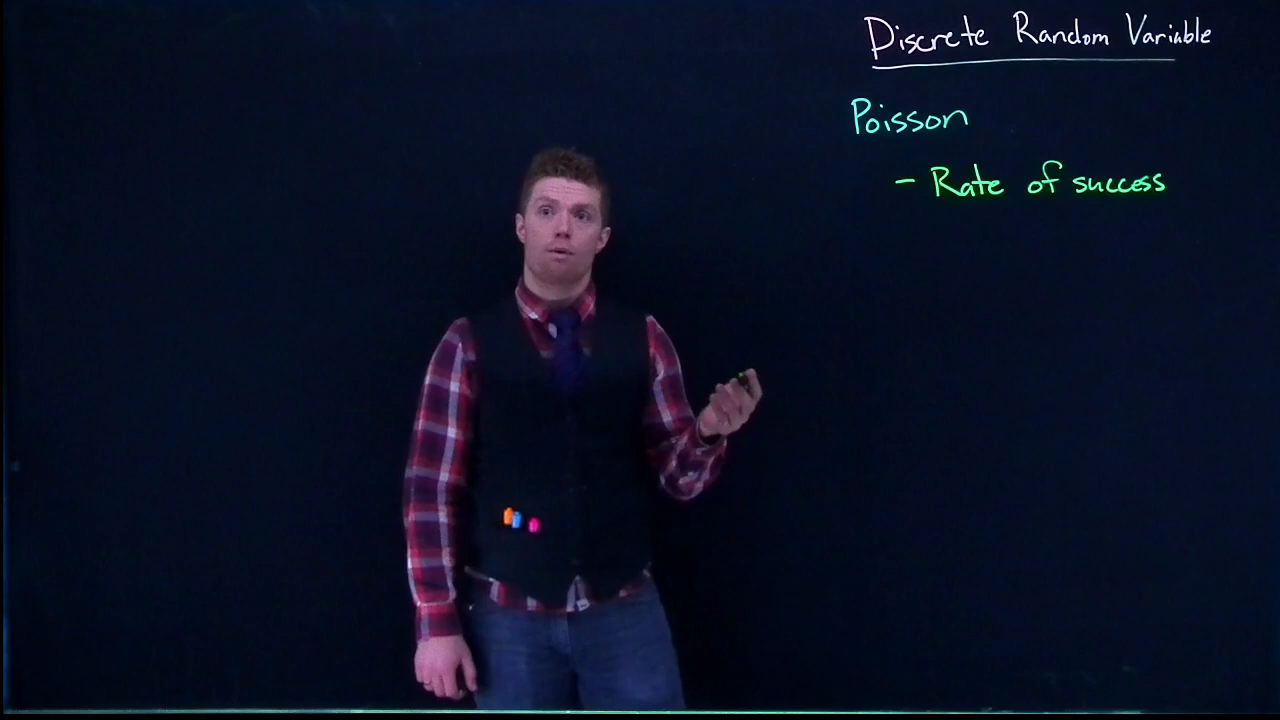 Discrete Random Variable
Poisson
- Rate of success